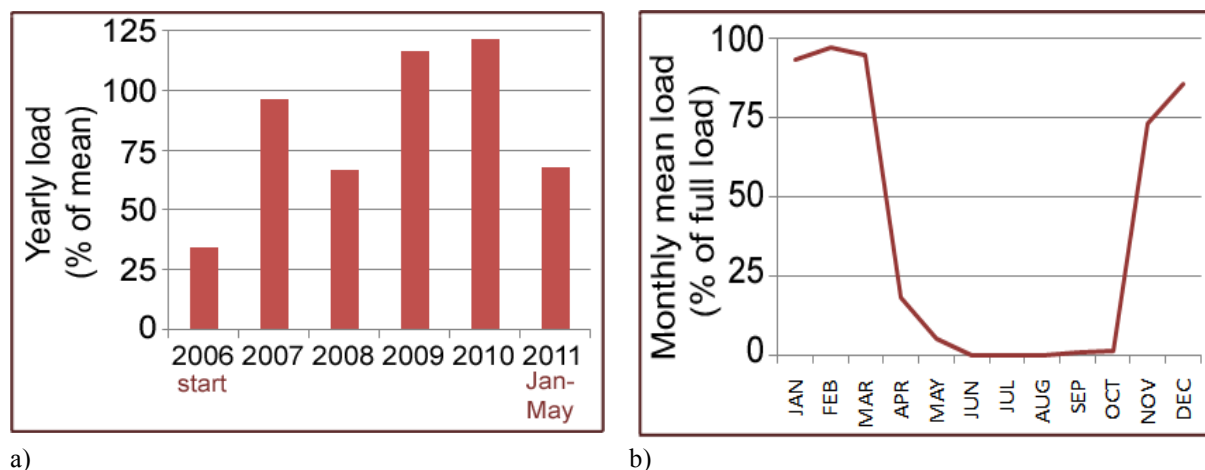 Yearly load
(% of mean)
125
100
75
50
25
0
2006 2007 2008 2009 2010 2011
start Jan-
May
a)
Monthly mean load
(% of full load)
100
75
50
25
0
JAN FEB MAR APR MAY JUN JUL AUG SEP OCT NOV DEC
b)